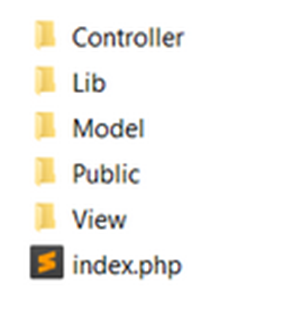 Controller
Lib
Model
Public
View
index.php